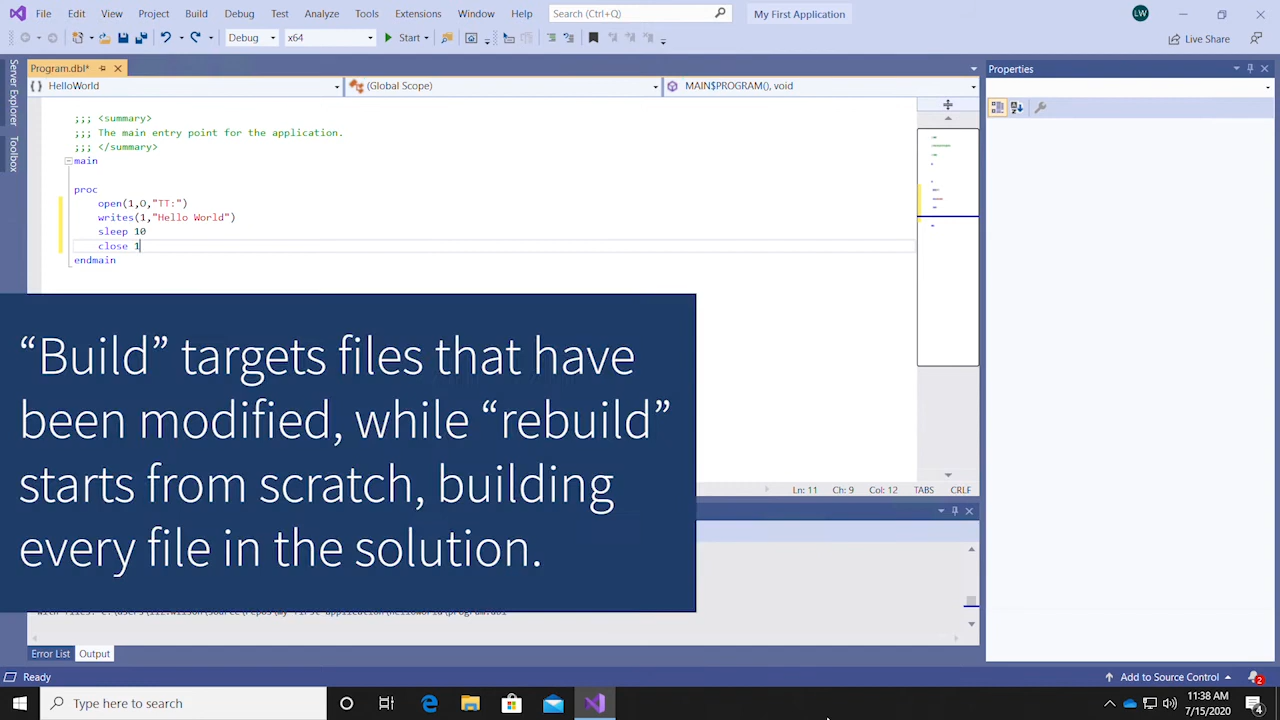 File Edit View Project Build Debug Test Analyze Tools Extensions Window Help Search (Ctrl+Q) My First Application LW
Debug x64 Start Live Share
Program.dbl*
Properties
HelloWorld (Global Scope) MAIN$PROGRAM(), void
Server Explorer
Toolbox
;;; <summary>
;;; The main entry point for the application.
;;; </summary>
main
proc
open(1,O,"TT:")
writes(1,"Hello World")
sleep 10
close 1
endmain
“Build” targets files that have
been modified, while “rebuild”
starts from scratch, building
every file in the solution.
Ln: 11 Ch: 9 Col: 12 TABS CRLF
Error List Output
Ready
Add to Source Control 2
Type here to search
11:38 AM
7/15/2020
4